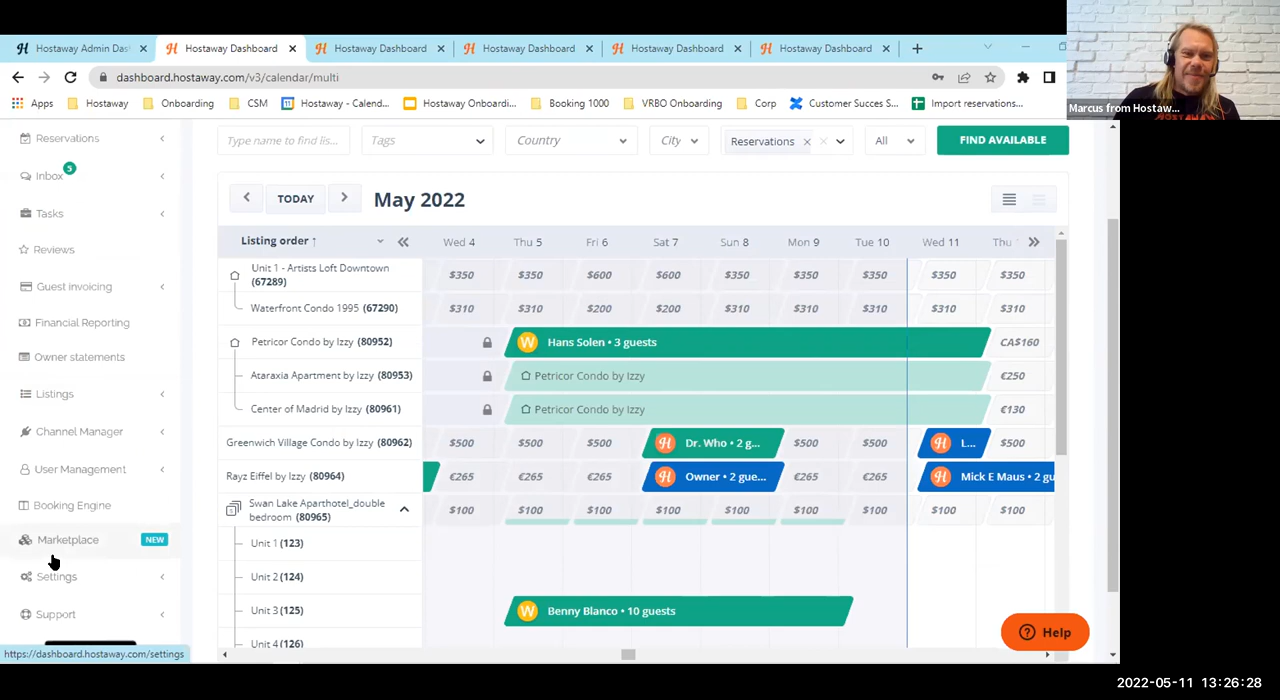 Hostaway Admin Das
Hostaway Dashboard
Hostaway Dashboard
Hostaway Dashboard
Hostaway Dashboard
Hostaway Dashboard
dashboard.hostaway.com/v3/calendar/multi
Apps
Hostaway
Onboarding
CSM
Hostaway - Calend...
Hostaway Onboardi...
Booking 1000
VRBO Onboarding
Corp
Customer Succes S...
Import reservations...
Marcus from Hostaw...
Reservations
Inbox 5
Tasks
Reviews
Guest invoicing
Financial Reporting
Owner statements
Listings
Channel Manager
User Management
Booking Engine
Marketplace NEW
Settings
Support
https://dashboard.hostaway.com/settings
Type name to find lis...
Tags
Country
City
Reservations
All
FIND AVAILABLE
TODAY
May 2022
Listing order ↑
Wed 4 Thu 5 Fri 6 Sat 7 Sun 8 Mon 9 Tue 10 Wed 11 Thu
Unit 1 - Artists Loft Downtown
(67289)
$350 $350 $600 $600 $350 $350 $350 $350 $350
Waterfront Condo 1995 (67290)
$310 $310 $200 $200 $310 $310 $310 $310 $310
Petricor Condo by Izzy (80952)
W Hans Solen • 3 guests CA$160
Ataraxia Apartment by Izzy (80953)
Petricor Condo by Izzy €250
Center of Madrid by Izzy (80961)
Petricor Condo by Izzy €130
Greenwich Village Condo by Izzy (80962)
$500 $500 $500 Dr. Who • 2 g... $500 $500 L... $500
Rayz Eiffel by Izzy (80964)
€265 €265 €265 Owner • 2 gue... €265 €265 Mick E Maus • 2 gu
Swan Lake Aparthotel_double
bedroom (80965)
$100 $100 $100 $100 $100 $100 $100 $100 $100
Unit 1 (123)
Unit 2 (124)
Unit 3 (125)
W Benny Blanco • 10 guests
Unit 4 (126)
Help
2022-05-11 13:26:28